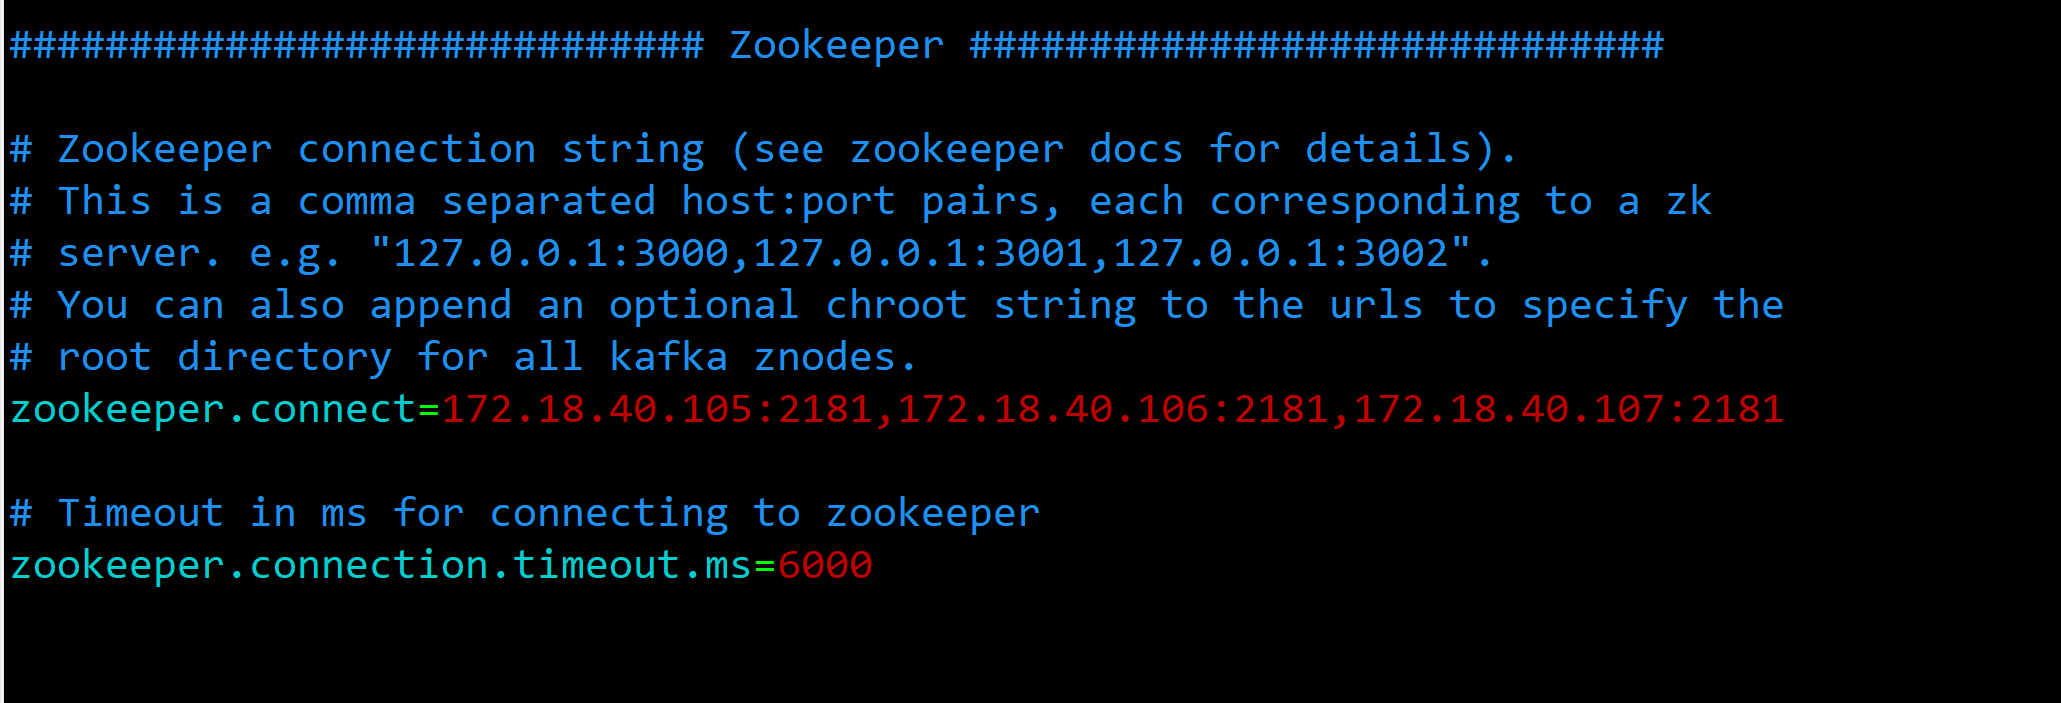 ############################# Zookeeper #############################
# Zookeeper connection string (see zookeeper docs for details).
# This is a comma separated host:port pairs, each corresponding to a zk
# server. e.g. "127.0.0.1:3000,127.0.0.1:3001,127.0.0.1:3002".
# You can also append an optional chroot string to the urls to specify the
# root directory for all kafka znodes.
zookeeper.connect=172.18.40.105:2181,172.18.40.106:2181,172.18.40.107:2181
# Timeout in ms for connecting to zookeeper
zookeeper.connection.timeout.ms=6000